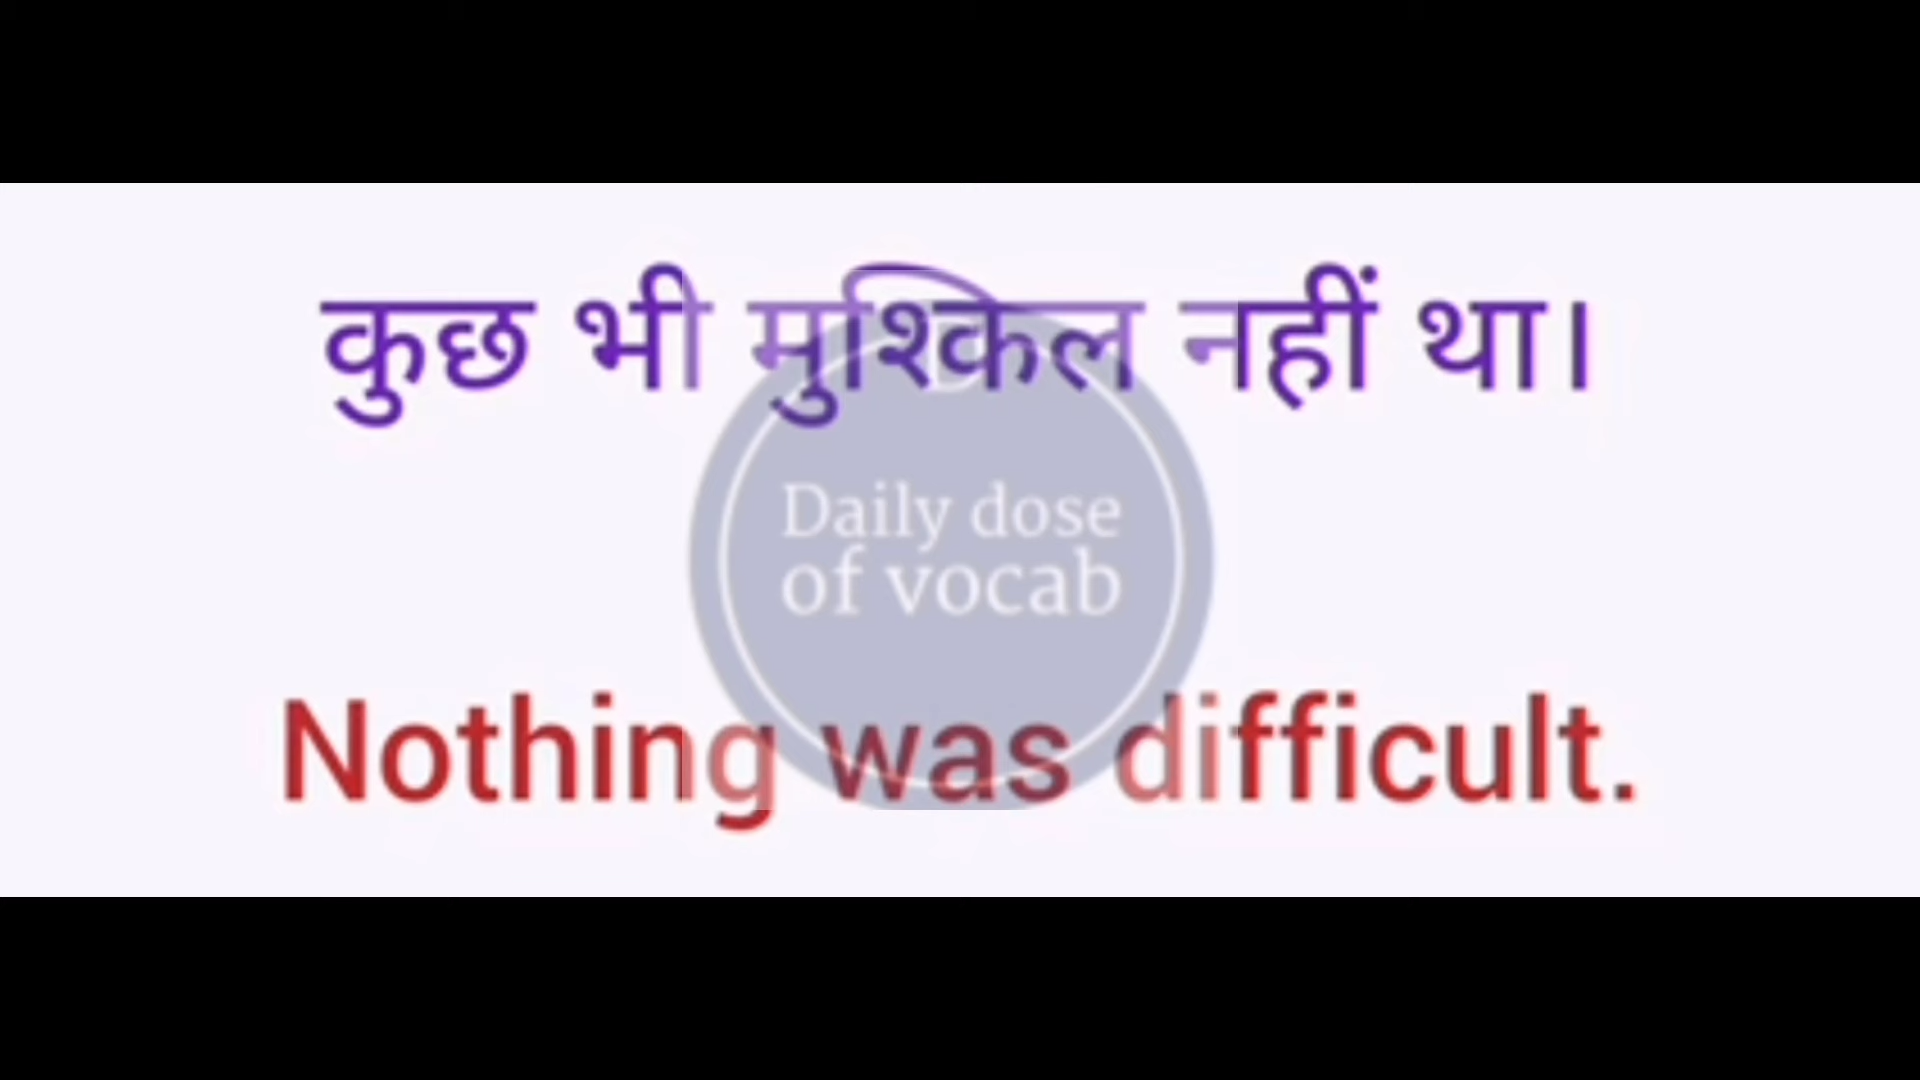 कुछ भी मुश्किल नहीं था।
Daily dose
of vocab
Nothing was difficult.